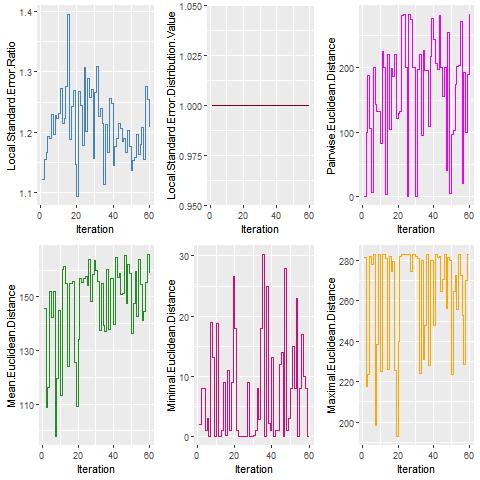 Local.Standard.Error.Ratio
1.4
1.3
1.2
1.1
0 20 40 60
Iteration
Local.Standard.Error.Distribution.Value
1.050
1.025
1.000
0.975
0.950
0 20 40 60
Iteration
Pairwise.Euclidean.Distance
200
100
0
0 20 40 60
Iteration
Mean.Euclidean.Distance
150
130
110
0 20 40 60
Iteration
Minimal.Euclidean.Distance
30
20
10
0
0 20 40 60
Iteration
Maximal.Euclidean.Distance
280
260
240
220
200
0 20 40 60
Iteration